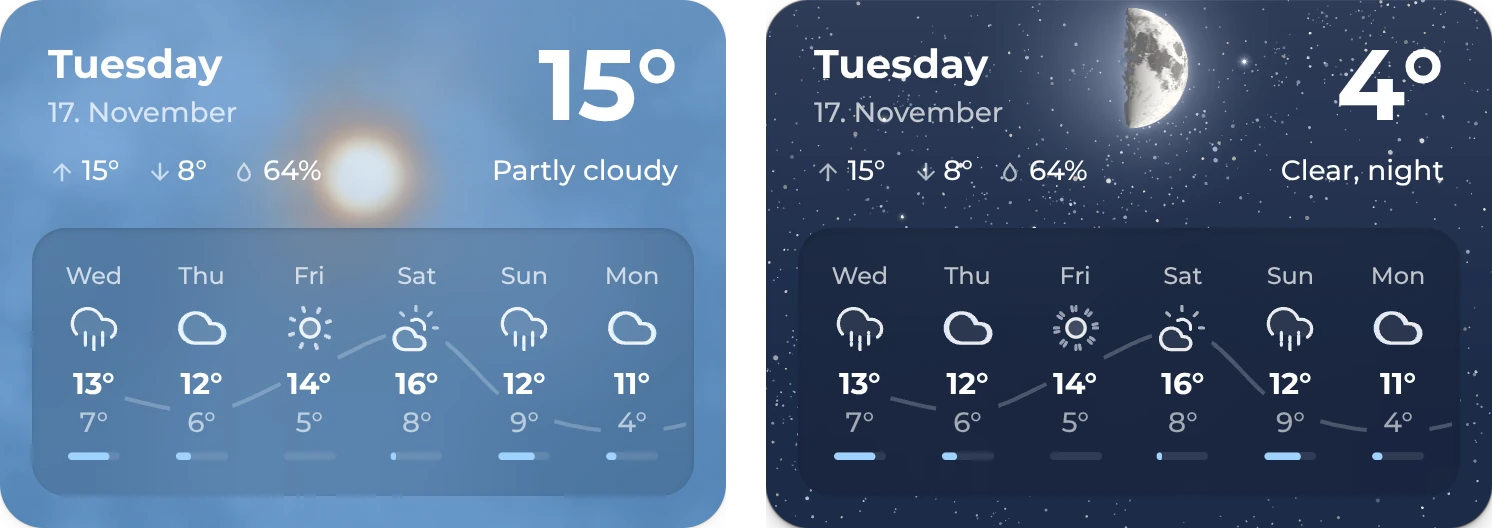 Tuesday
15°
17. November
15° 8° 64%
Partly cloudy
Wed Thu Fri Sat Sun Mon
13° 12° 14° 16° 12° 11°
7° 6° 5° 8° 9° 4°
Tuesday
4°
17. November
15° 8° 64%
Clear, night
Wed Thu Fri Sat Sun Mon
13° 12° 14° 16° 12° 11°
7° 6° 5° 8° 9° 4°